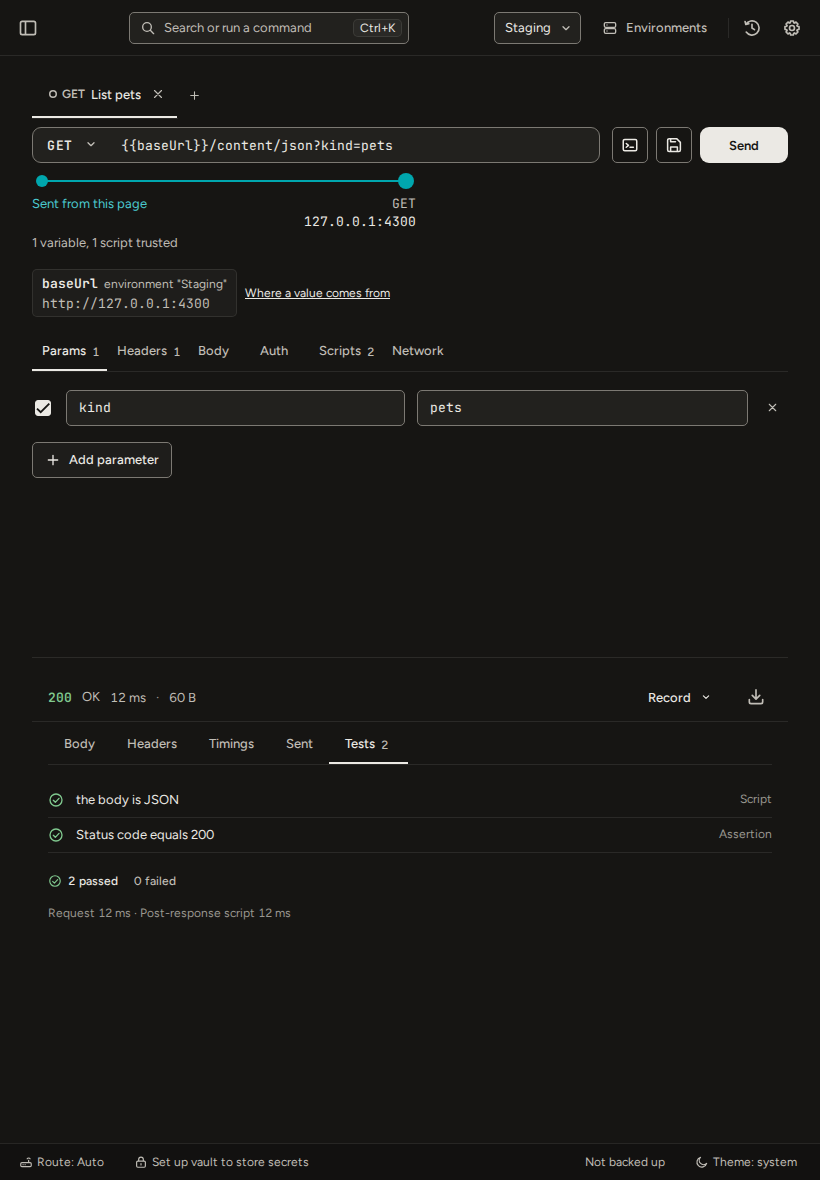 Search or run a command Ctrl+K Staging Environments
GET List pets
GET {{baseUrl}}/content/json?kind=pets Send
Sent from this page GET
127.0.0.1:4300
1 variable, 1 script trusted
baseUrl environment "Staging"
http://127.0.0.1:4300
Where a value comes from
Params 1 Headers 1 Body Auth Scripts 2 Network
kind pets
Add parameter
200 OK 12 ms · 60 B Record
Body Headers Timings Sent Tests 2
the body is JSON Script
Status code equals 200 Assertion
2 passed 0 failed
Request 12 ms · Post-response script 12 ms
Route: Auto Set up vault to store secrets Not backed up Theme: system